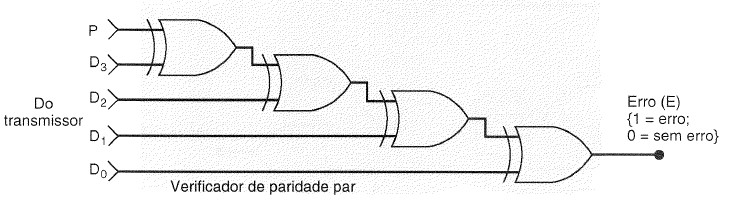 P
D₃
D₂
D₁
D₀
Do
transmissor
Erro (E)
{1 = erro;
0 = sem erro}
Verificador de paridade par